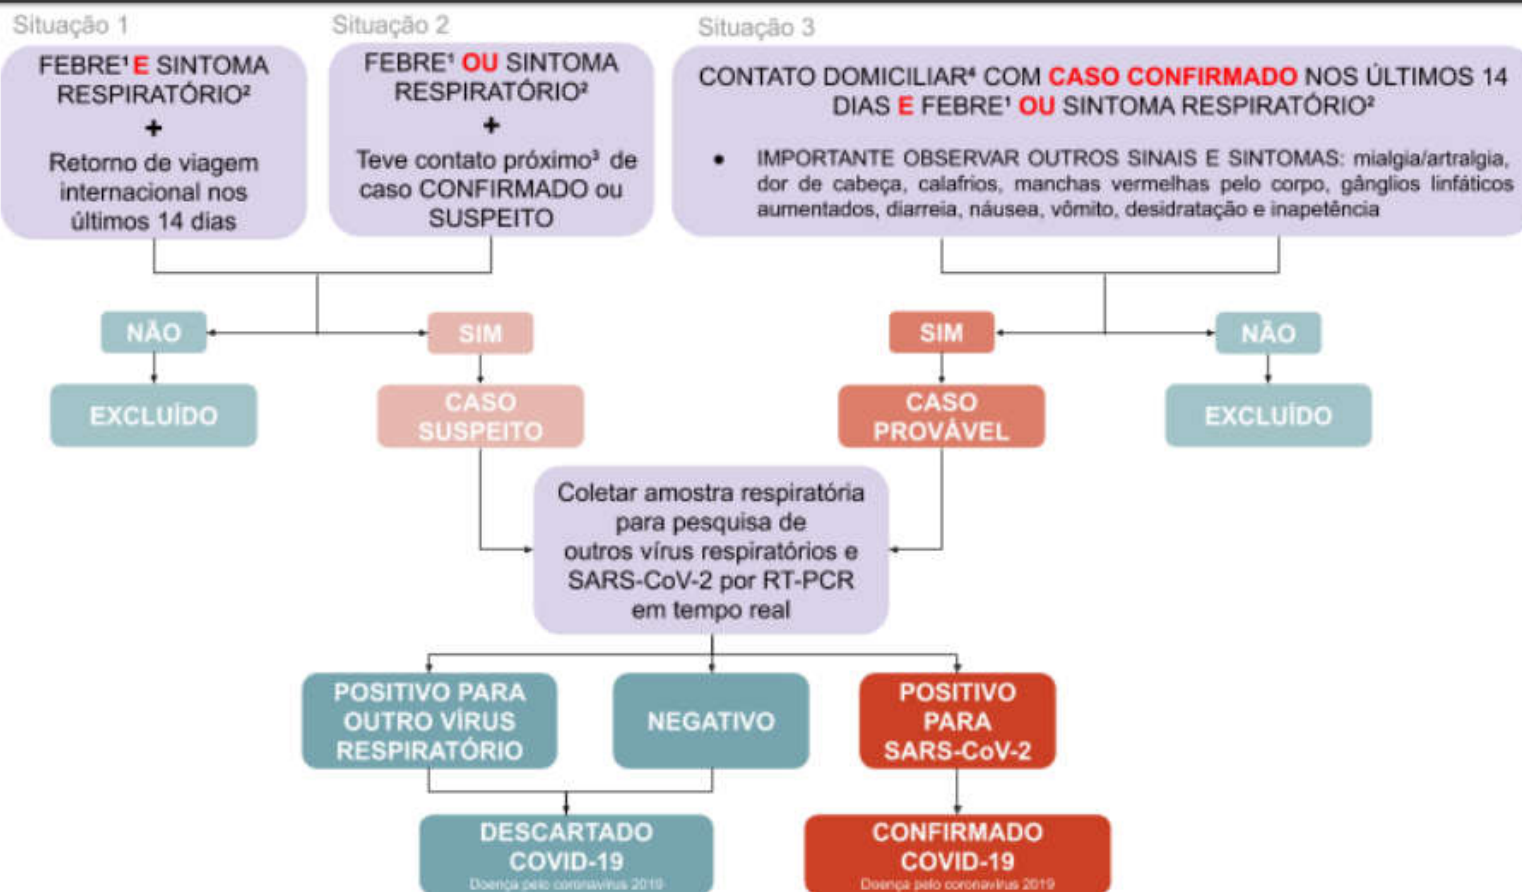 Situação 1
FEBRE¹ E SINTOMA
RESPIRATÓRIO²
+
Retorno de viagem
internacional nos
últimos 14 dias
Situação 2
FEBRE¹ OU SINTOMA
RESPIRATÓRIO²
+
Teve contato próximo³ de
caso CONFIRMADO ou
SUSPEITO
Situação 3
CONTATO DOMICILIAR⁴ COM CASO CONFIRMADO NOS ÚLTIMOS 14
DIAS E FEBRE¹ OU SINTOMA RESPIRATÓRIO²
• IMPORTANTE OBSERVAR OUTROS SINAIS E SINTOMAS: mialgia/artralgia,
dor de cabeça, calafrios, manchas vermelhas pelo corpo, gânglios linfáticos
aumentados, diarreia, náusea, vômito, desidratação e inapetência
NÃO
SIM
SIM
NÃO
EXCLUÍDO
CASO
SUSPEITO
CASO
PROVÁVEL
EXCLUÍDO
Coletar amostra respiratória
para pesquisa de
outros vírus respiratórios e
SARS-CoV-2 por RT-PCR
em tempo real
POSITIVO PARA
OUTRO VÍRUS
RESPIRATÓRIO
NEGATIVO
POSITIVO
PARA
SARS-CoV-2
DESCARTADO
COVID-19
Doença pelo coronavírus 2019
CONFIRMADO
COVID-19
Doença pelo coronavírus 2019